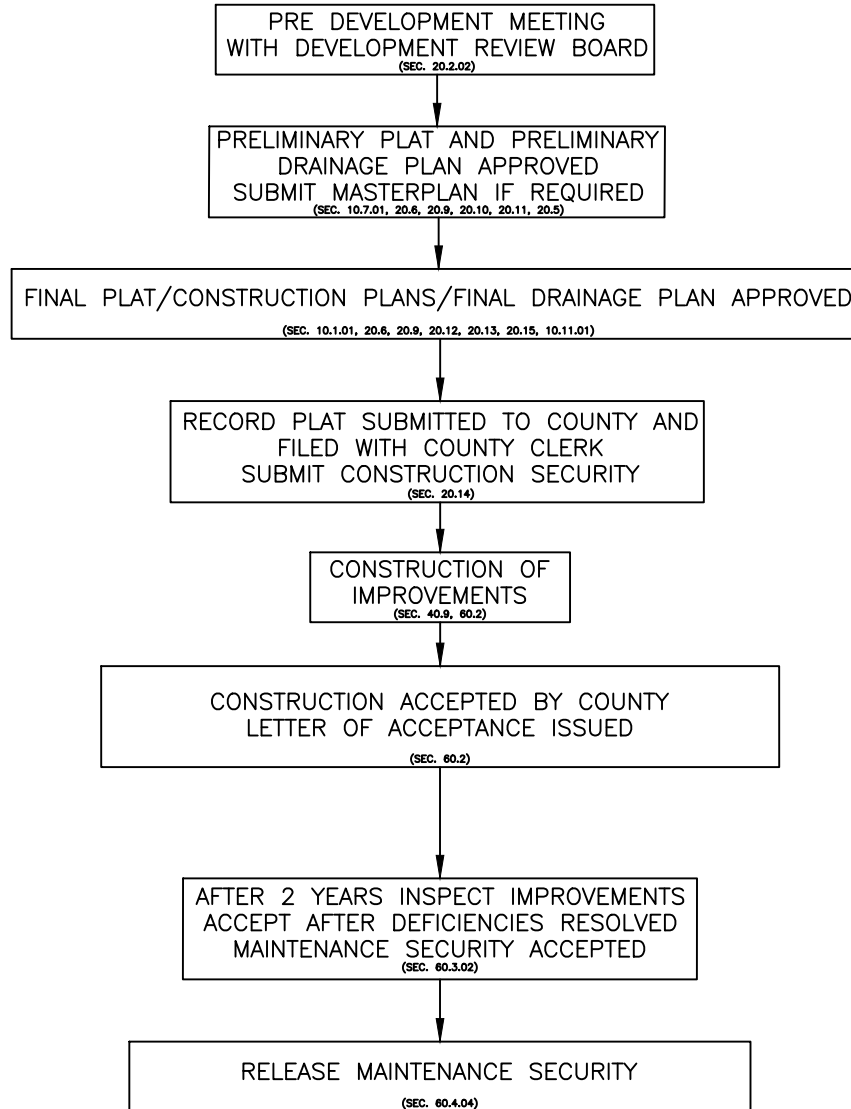 PRE DEVELOPMENT MEETING
WITH DEVELOPMENT REVIEW BOARD
(SEC. 20.2.02)
PRELIMINARY PLAT AND PRELIMINARY
DRAINAGE PLAN APPROVED
SUBMIT MASTERPLAN IF REQUIRED
(SEC. 10.7.01, 20.6, 20.9, 20.10, 20.11, 20.5)
FINAL PLAT/CONSTRUCTION PLANS/FINAL DRAINAGE PLAN APPROVED
(SEC. 10.1.01, 20.6, 20.9, 20.12, 20.13, 20.15, 10.11.01)
RECORD PLAT SUBMITTED TO COUNTY AND
FILED WITH COUNTY CLERK
SUBMIT CONSTRUCTION SECURITY
(SEC. 20.14)
CONSTRUCTION OF
IMPROVEMENTS
(SEC. 40.9, 60.2)
CONSTRUCTION ACCEPTED BY COUNTY
LETTER OF ACCEPTANCE ISSUED
(SEC. 60.2)
AFTER 2 YEARS INSPECT IMPROVEMENTS
ACCEPT AFTER DEFICIENCIES RESOLVED
MAINTENANCE SECURITY ACCEPTED
(SEC. 60.3.02)
RELEASE MAINTENANCE SECURITY
(SEC. 60.4.04)